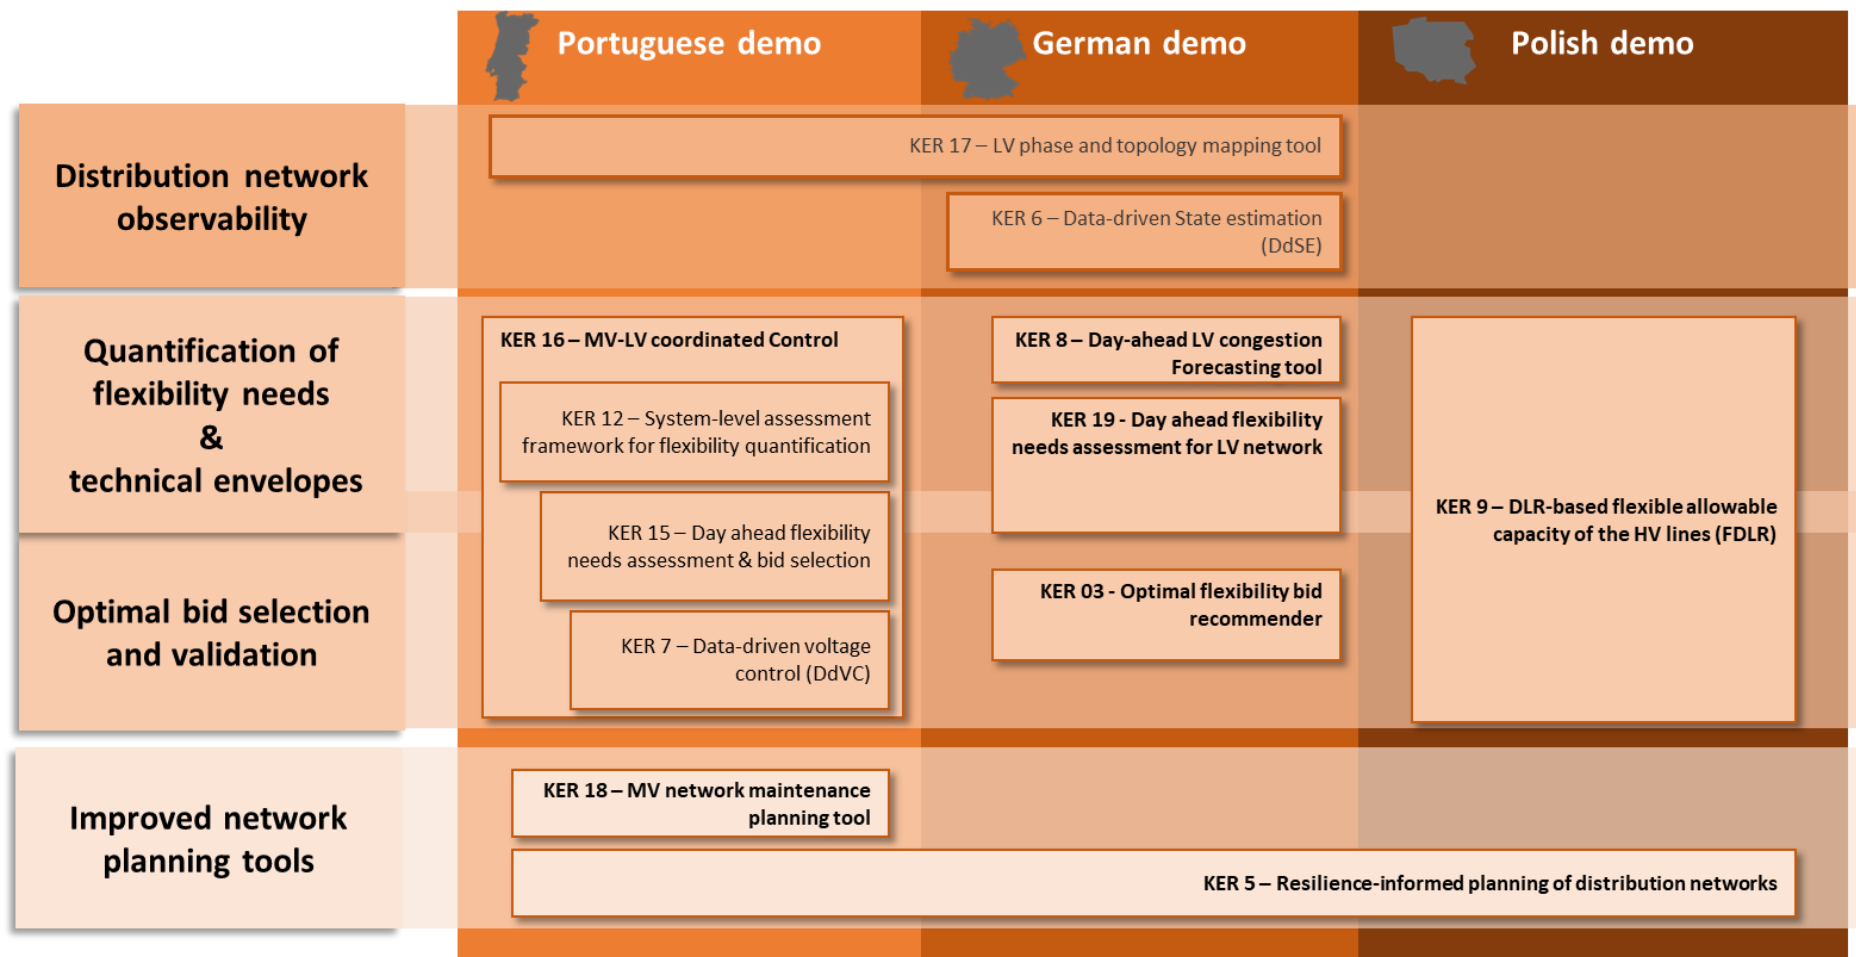 Portuguese demo
German demo
Polish demo
Distribution network
observability
KER 17 – LV phase and topology mapping tool
KER 6 – Data-driven State estimation
(DdSE)
Quantification of
flexibility needs
&
technical envelopes
KER 16 – MV-LV coordinated Control
KER 12 – System-level assessment
framework for flexibility quantification
KER 15 – Day ahead flexibility
needs assessment & bid selection
KER 7 – Data-driven voltage
control (DdVC)
KER 8 – Day-ahead LV congestion
Forecasting tool
KER 19 - Day ahead flexibility
needs assessment for LV network
KER 03 - Optimal flexibility bid
recommender
KER 9 – DLR-based flexible allowable
capacity of the HV lines (FDLR)
Optimal bid selection
and validation
Improved network
planning tools
KER 18 – MV network maintenance
planning tool
KER 5 – Resilience-informed planning of distribution networks